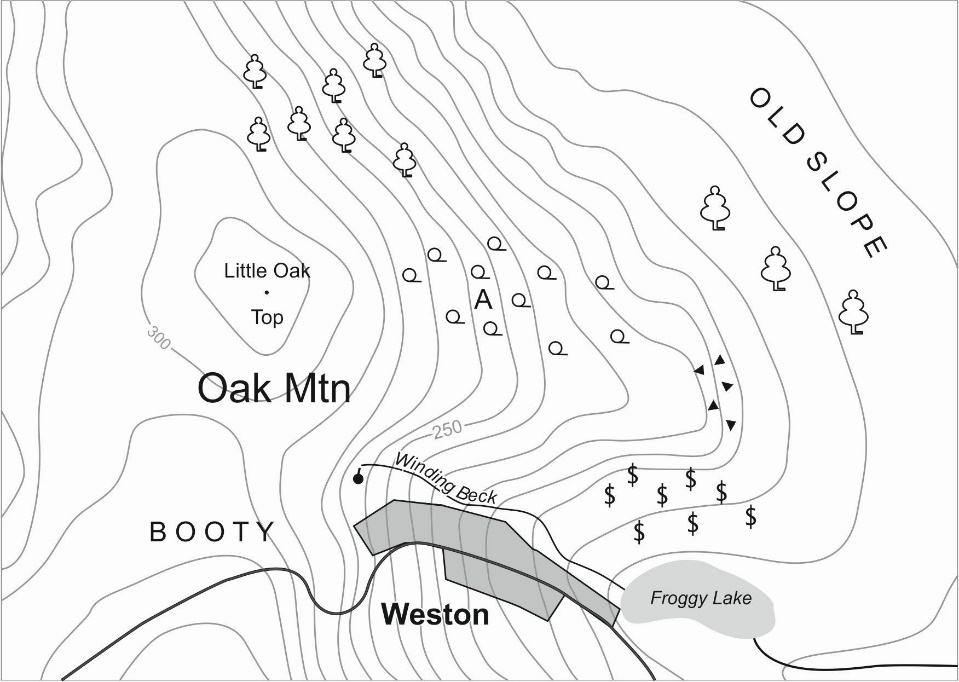 OLD SLOPE
Little Oak
A
Top
300
Oak Mtn
250
Winding Beck
$ $ $ $ $ $ $ $
BOOTY
Froggy Lake
Weston